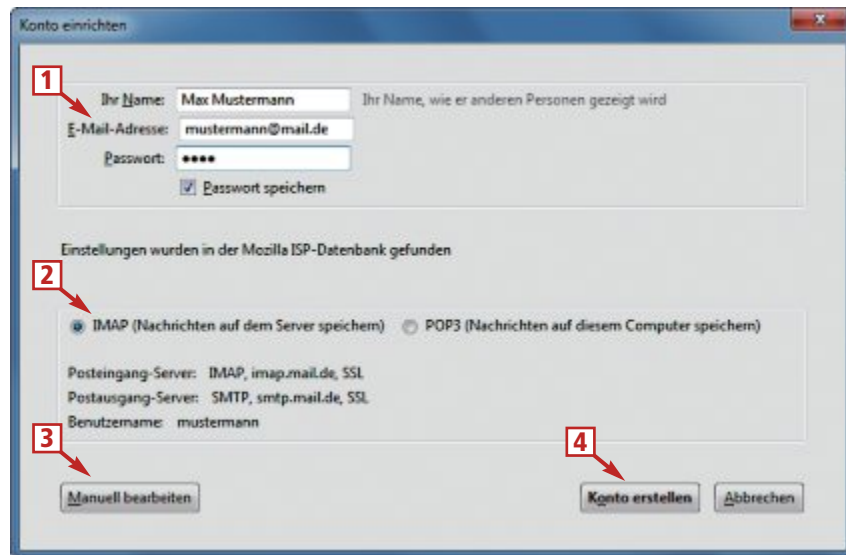 Konto einrichten
1
Ihr Name: Max Mustermann Ihr Name, wie er anderen Personen gezeigt wird
E-Mail-Adresse: mustermann@mail.de
Passwort: ●●●●
Passwort speichern
Einstellungen wurden in der Mozilla ISP-Datenbank gefunden
2
IMAP (Nachrichten auf dem Server speichern) POP3 (Nachrichten auf diesem Computer speichern)
Posteingang-Server: IMAP, imap.mail.de, SSL
Postausgang-Server: SMTP, smtp.mail.de, SSL
Benutzername: mustermann
3 4
Manuell bearbeiten Konto erstellen Abbrechen